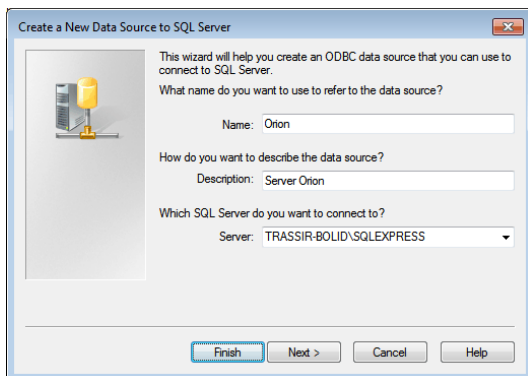 Create a New Data Source to SQL Server
This wizard will help you create an ODBC data source that you can use to
connect to SQL Server.
What name do you want to use to refer to the data source?
Name: Orion
How do you want to describe the data source?
Description: Server Orion
Which SQL Server do you want to connect to?
Server: TRASSIR-BOLID\SQLEXPRESS
Finish Next > Cancel Help